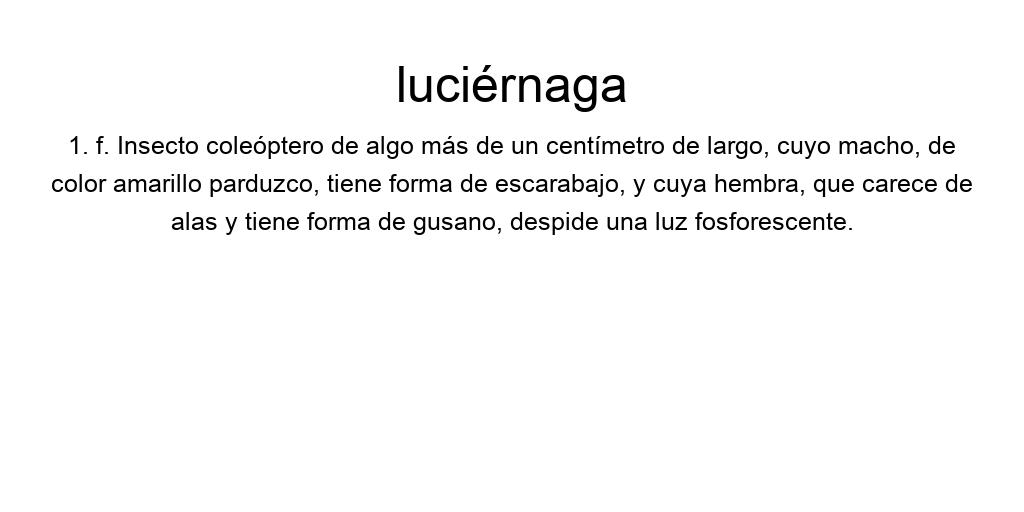 luciérnaga
1. f. Insecto coleóptero de algo más de un centímetro de largo, cuyo macho, de
color amarillo parduzco, tiene forma de escarabajo, y cuya hembra, que carece de
alas y tiene forma de gusano, despide una luz fosforescente.